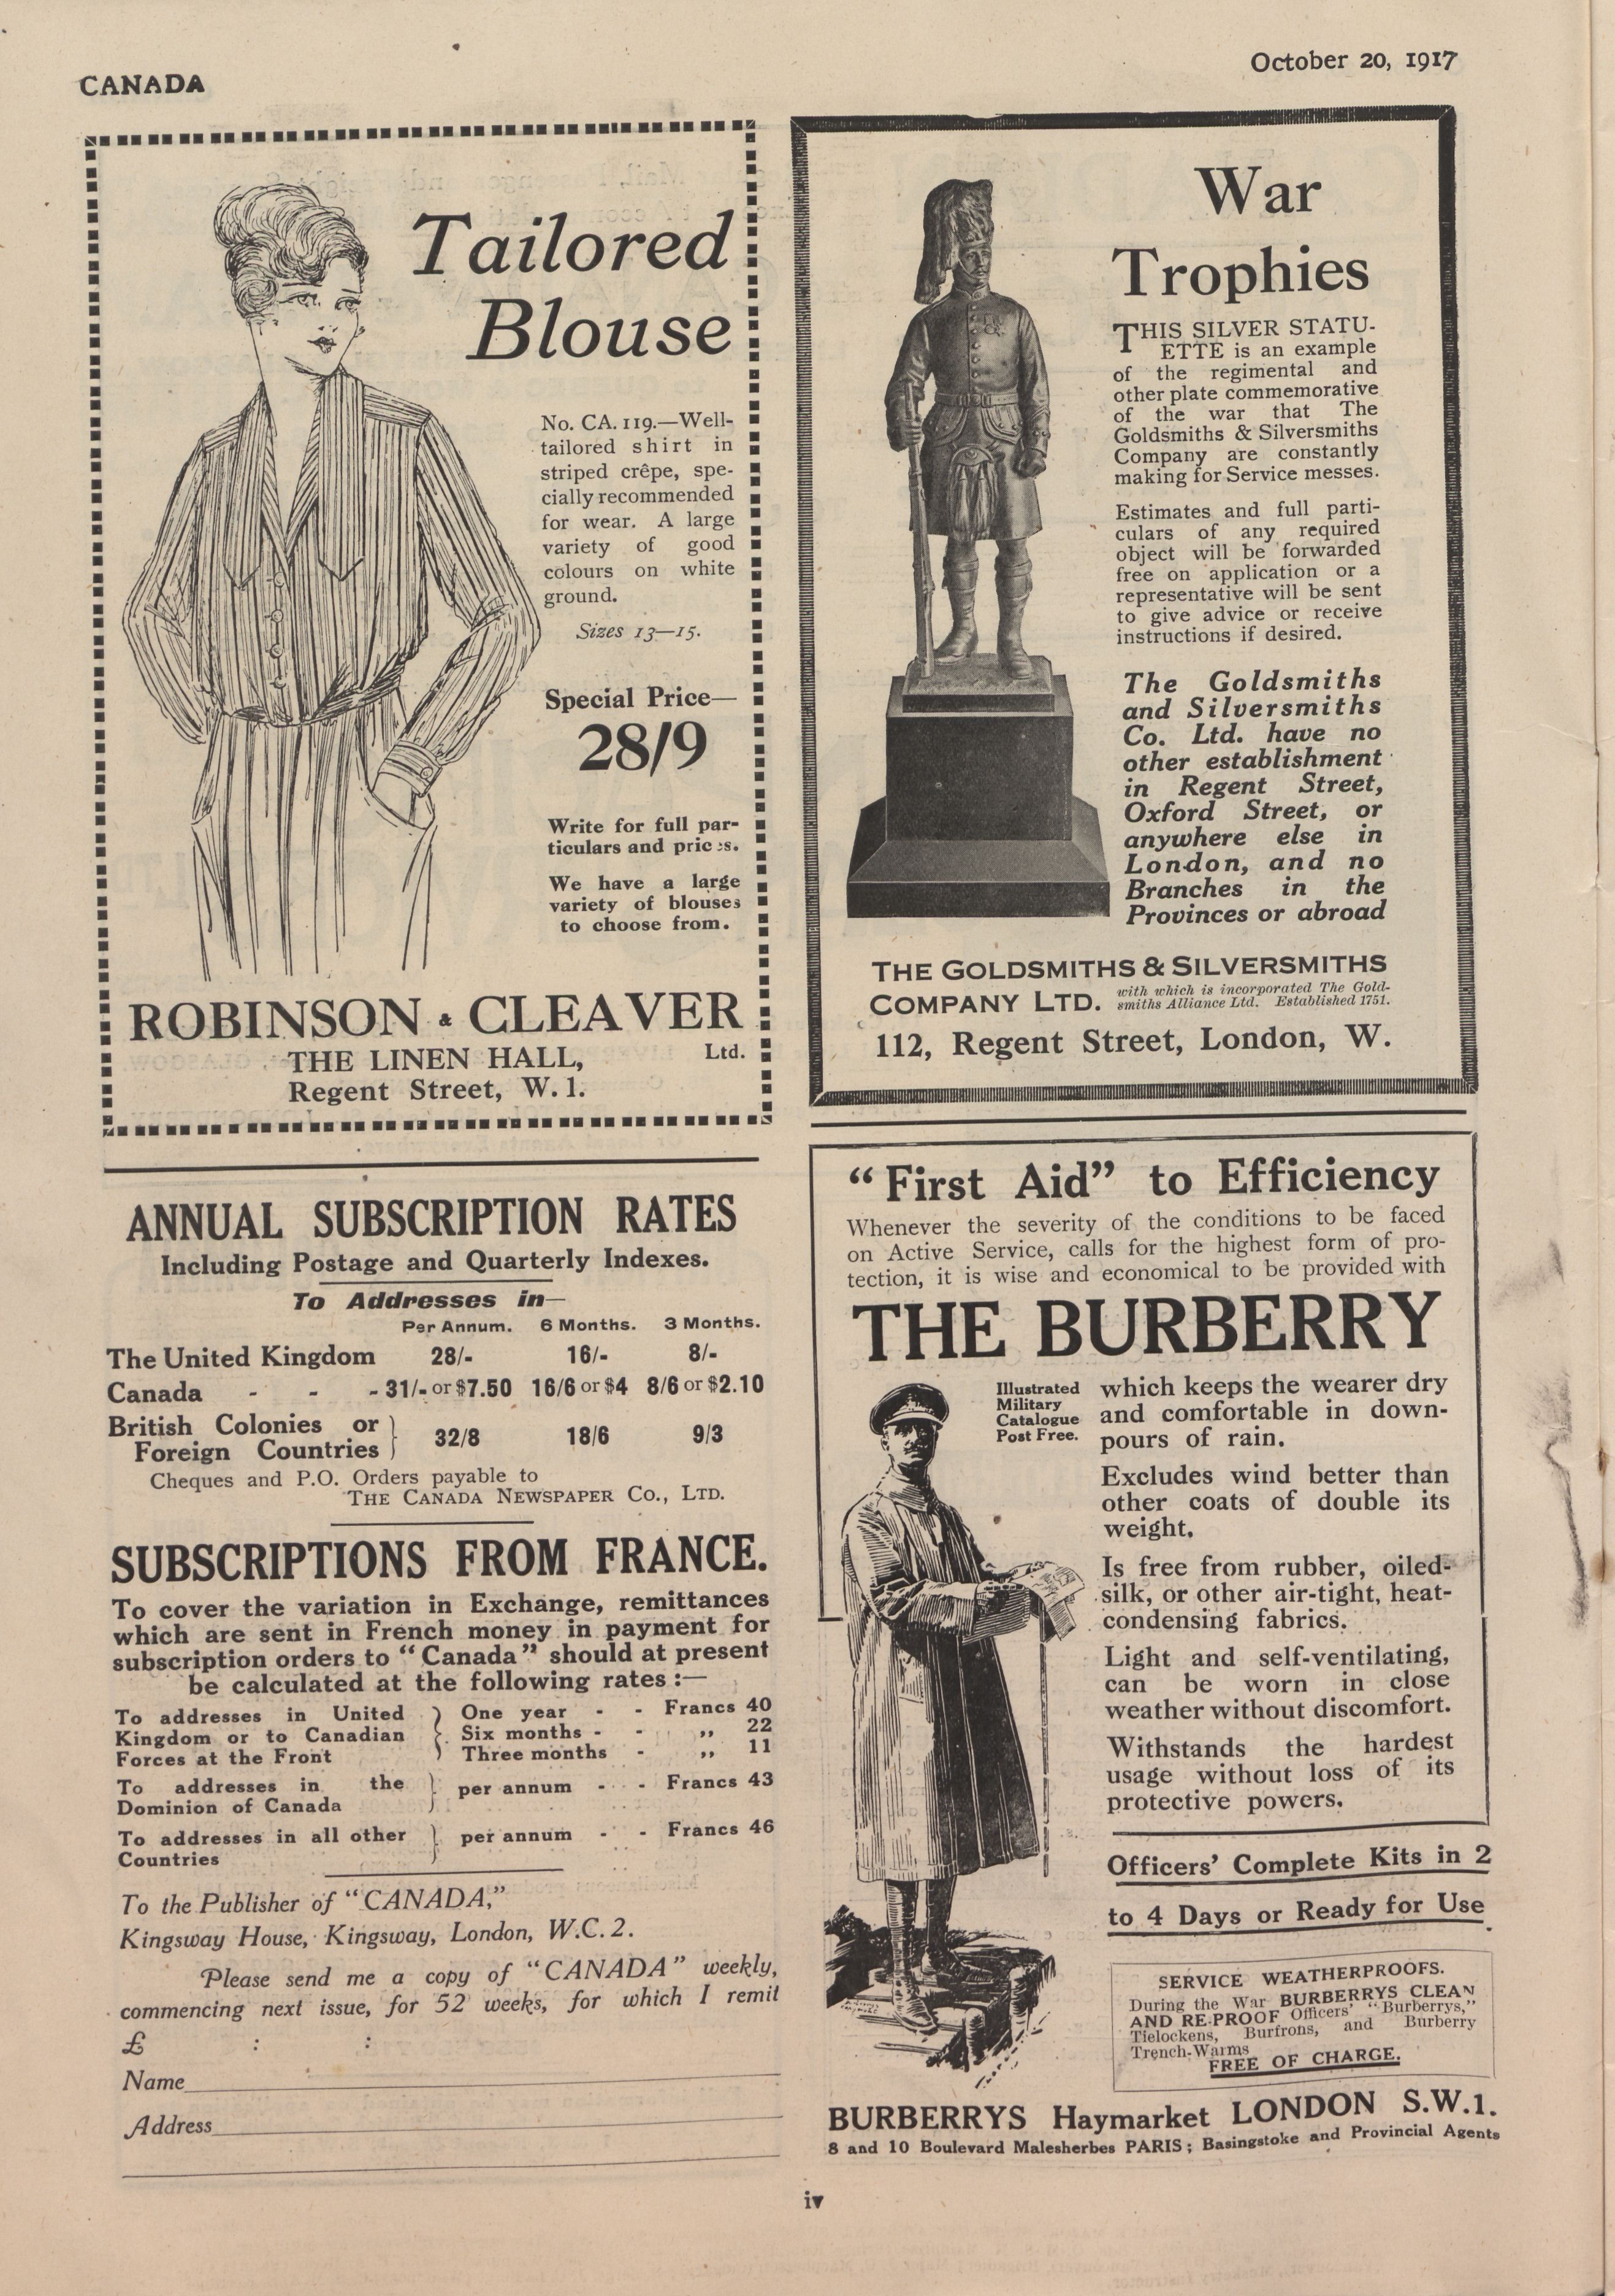 CANADA
October 20, 1917
Tailored
Blouse
No. CA. 119.—Well-
tailored shirt in
striped crêpe, spe-
cially recommended
for wear. A large
variety of good
colours on white
ground.
Sizes 13—15.
Special Price—
28/9
Write for full par-
ticulars and prices.
We have a large
variety of blouses
to choose from.
ROBINSON & CLEAVER
Ltd.
THE LINEN HALL,
Regent Street, W. 1.
War
Trophies
THIS SILVER STATU-
ETTE is an example
of the regimental and
other plate commemorative
of the war that The
Goldsmiths & Silversmiths
Company are constantly
making for Service messes.
Estimates and full parti-
culars of any required
object will be forwarded
free on application or a
representative will be sent
to give advice or receive
instructions if desired.
The Goldsmiths
and Silversmiths
Co. Ltd. have no
other establishment
in Regent Street,
Oxford Street, or
anywhere else in
London, and no
Branches in the
Provinces or abroad
THE GOLDSMITHS & SILVERSMITHS
COMPANY LTD. with which is incorporated The Gold-
smiths Alliance Ltd. Established 1751.
112, Regent Street, London, W.
ANNUAL SUBSCRIPTION RATES
Including Postage and Quarterly Indexes.
To Addresses in—
Per Annum. 6 Months. 3 Months.
The United Kingdom 28/- 16/- 8/-
Canada - - - 31/- or $7.50 16/6 or $4 8/6 or $2.10
British Colonies or
Foreign Countries } 32/8 18/6 9/3
Cheques and P.O. Orders payable to
THE CANADA NEWSPAPER CO., LTD.
SUBSCRIPTIONS FROM FRANCE.
To cover the variation in Exchange, remittances
which are sent in French money in payment for
subscription orders to "Canada" should at present
be calculated at the following rates :—
To addresses in United } One year - - Francs 40
Kingdom or to Canadian Six months - - ,, 22
Forces at the Front Three months - ,, 11
To addresses in the } per annum - - Francs 43
Dominion of Canada
To addresses in all other } per annum - - Francs 46
Countries
To the Publisher of "CANADA,"
Kingsway House, Kingsway, London, W.C. 2.
Please send me a copy of "CANADA" weekly,
commencing next issue, for 52 weeks, for which I remit
£ : :
Name
Address
"First Aid" to Efficiency
Whenever the severity of the conditions to be faced
on Active Service, calls for the highest form of pro-
tection, it is wise and economical to be provided with
THE BURBERRY
Illustrated
Military
Catalogue
Post Free.
which keeps the wearer dry
and comfortable in down-
pours of rain.
Excludes wind better than
other coats of double its
weight.
Is free from rubber, oiled-
silk, or other air-tight, heat-
condensing fabrics.
Light and self-ventilating,
can be worn in close
weather without discomfort.
Withstands the hardest
usage without loss of its
protective powers.
Officers' Complete Kits in 2
to 4 Days or Ready for Use
SERVICE WEATHERPROOFS.
During the War BURBERRYS CLEAN
AND RE-PROOF Officers' "Burberrys,"
Tielockens, Burfrons, and Burberry
Trench-Warms
FREE OF CHARGE.
BURBERRYS Haymarket LONDON S.W.1.
8 and 10 Boulevard Malesherbes PARIS; Basingstoke and Provincial Agents
iv